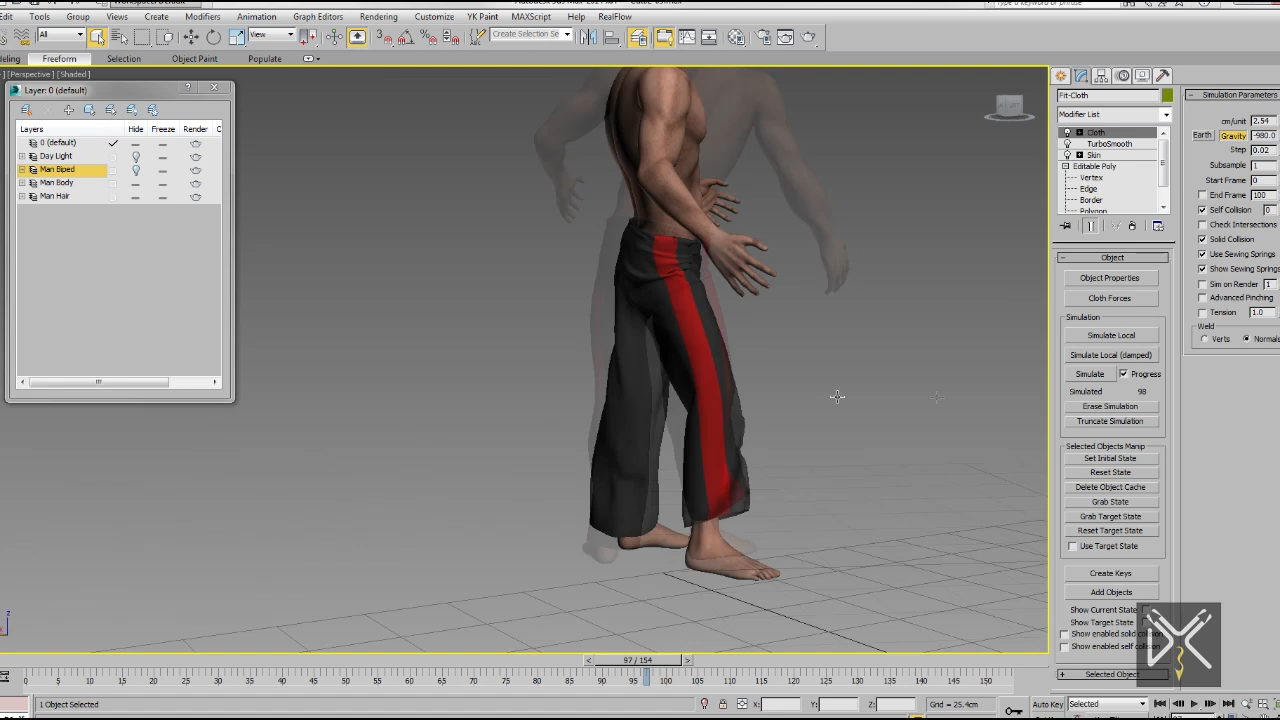 Edit Tools Group Views Create Modifiers Animation Graph Editors Rendering Customize YK Paint MAXScript Help RealFlow
All View Create Selection Se
Freeform Selection Object Paint Populate
[Perspective] [Shaded]
Layer: 0 (default) ?
Layers Hide Freeze Render C
0 (default)
Day Light
Man Biped
Man Body
Man Hair
Fit-Cloth
Modifier List
Cloth
TurboSmooth
Skin
Editable Poly
Vertex
Edge
Border
Polygon
Object
Object Properties
Cloth Forces
Simulation
Simulate Local
Simulate Local (damped)
Simulate Progress
Simulated 98
Erase Simulation
Truncate Simulation
Selected Objects Manip
Set Initial State
Reset State
Delete Object Cache
Grab State
Grab Target State
Reset Target State
Use Target State
Create Keys
Add Objects
Show Current State
Show Target State
Show enabled solid collision
Show enabled self collision
Selected Object
Simulation Parameters
cm/unit 2.54
Earth Gravity -980.0
Step 0.02
Subsample 1
Start Frame 0
End Frame 100
Self Collision 0
Check Intersections
Solid Collision
Use Sewing Springs
Show Sewing Springs
Sim on Render 1
Advanced Pinching
Tension 1.0
Weld
Verts Normals
DX
z
< 97 / 154 >
0 5 10 15 20 25 30 35 40 45 50 55 60 65 70 75 80 85 90 95 100 105 110 115 120 125 130 135 140 145 150
1 Object Selected X: Y: Z: Grid = 25.4cm Auto Key Selected